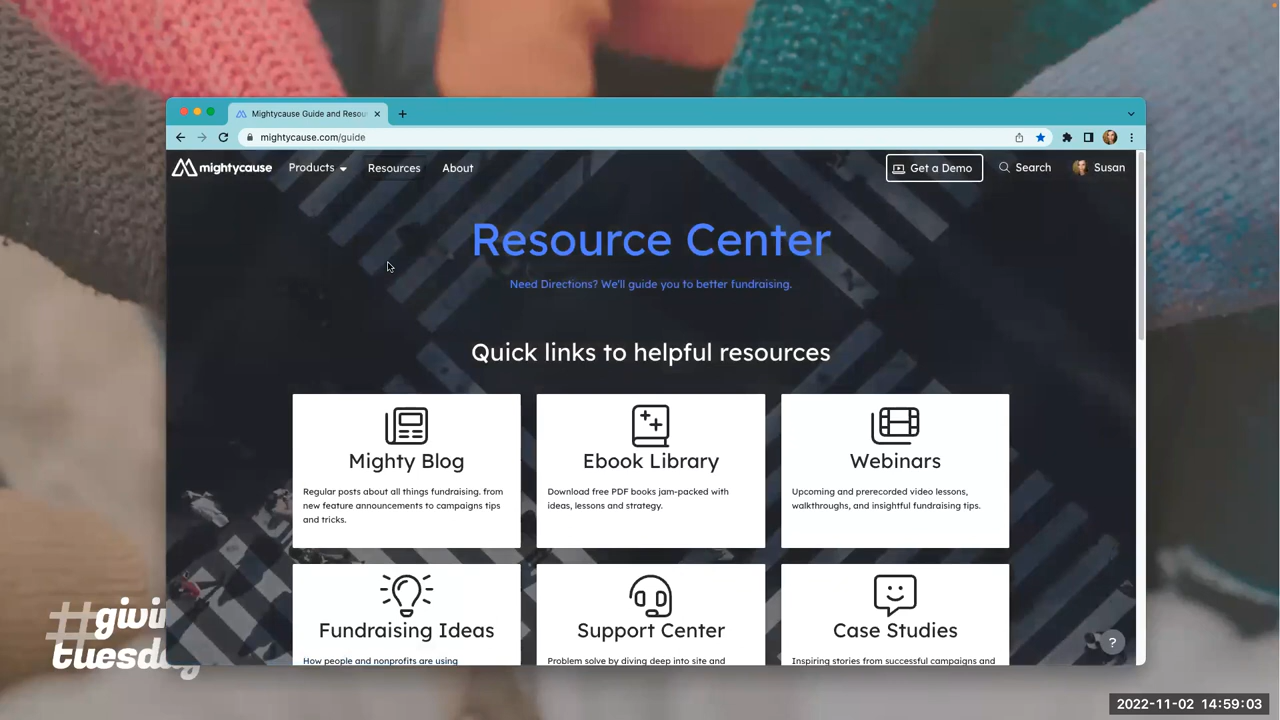 Mightycause Guide and Resou
mightycause.com/guide
mightycause
Products
Resources
About
Get a Demo
Search
Susan
Resource Center
Need Directions? We'll guide you to better fundraising.
Quick links to helpful resources
Mighty Blog
Regular posts about all things fundraising. from
new feature announcements to campaigns tips
and tricks.
Ebook Library
Download free PDF books jam-packed with
ideas, lessons and strategy.
Webinars
Upcoming and prerecorded video lessons,
walkthroughs, and insightful fundraising tips.
Fundraising Ideas
How people and nonprofits are using
Support Center
Problem solve by diving deep into site and
Case Studies
Inspiring stories from successful campaigns and
?
#givi
tuesday
2022-11-02 14:59:03